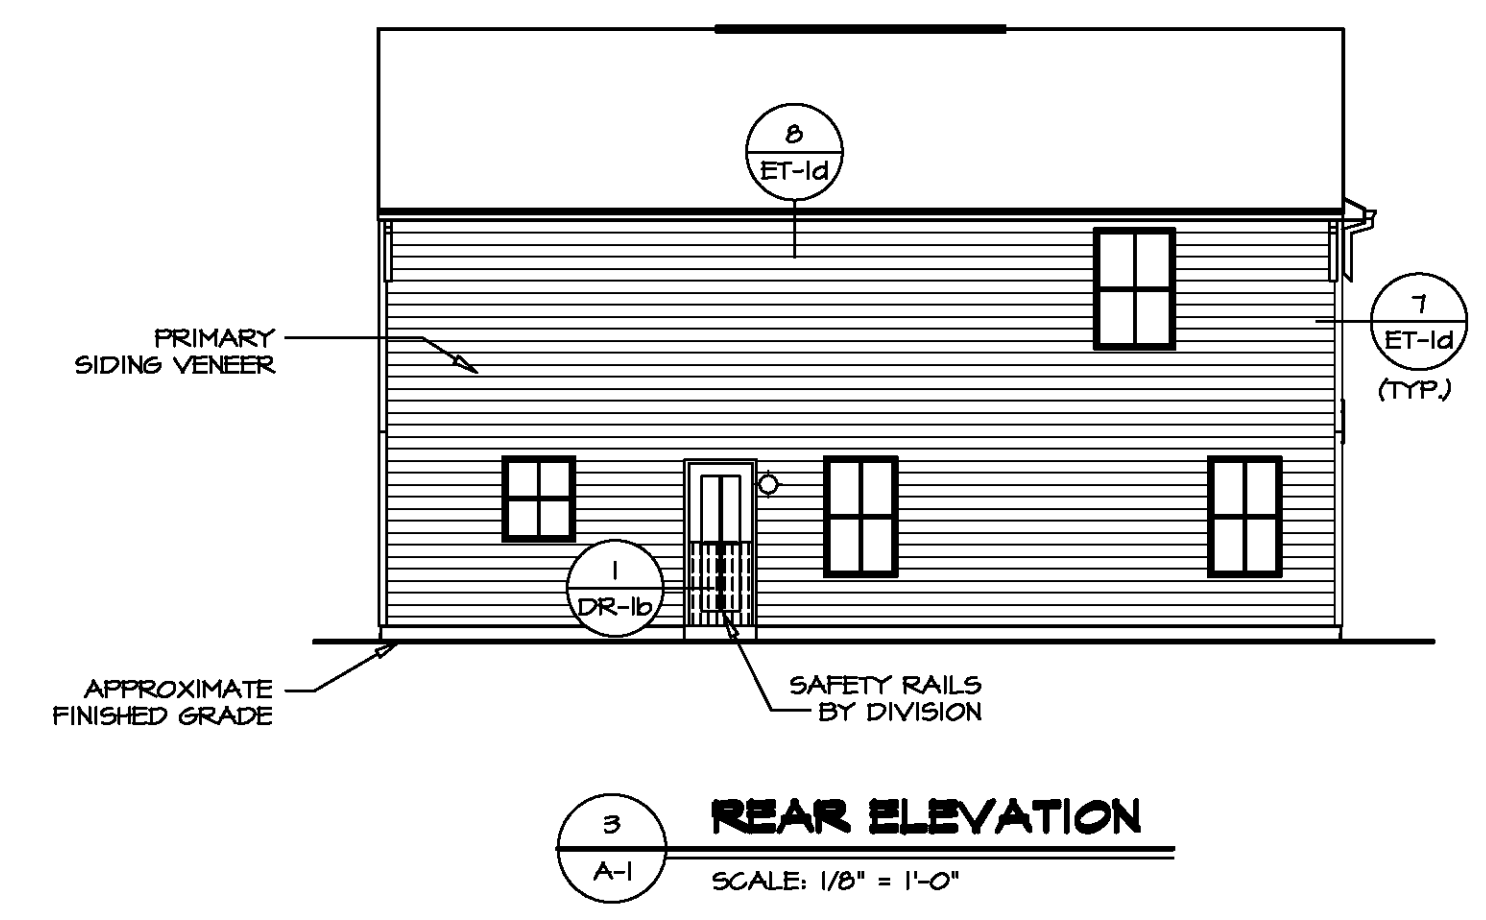 8
ET-1d
7
ET-1d
(TYP.)
PRIMARY
SIDING VENEER
1
DR-1b
APPROXIMATE
FINISHED GRADE
SAFETY RAILS
BY DIVISION
3
A-1
REAR ELEVATION
SCALE: 1/8" = 1'-0"